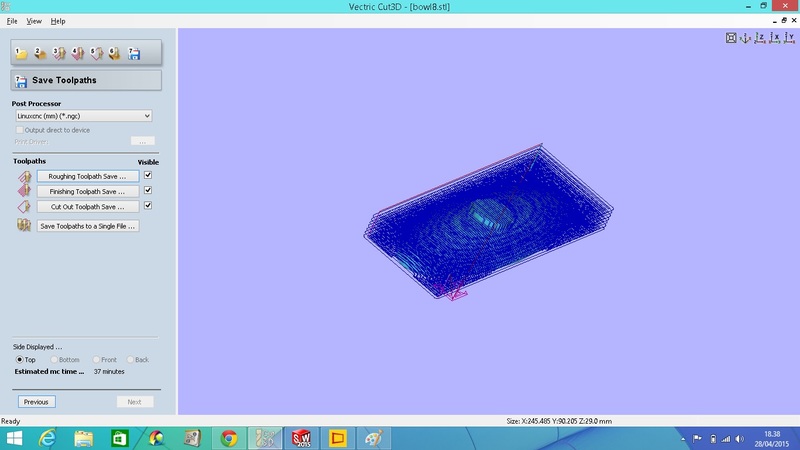 Vectric Cut3D - [bowl8.stl]
File View Help
1 2 3 4 5 6 7
7 Save Toolpaths
Post Processor
Linuxcnc (mm) (*.ngc)
Output direct to device
Print Driver:
...
Toolpaths Visible
Roughing Toolpath Save ...
Finishing Toolpath Save ...
Cut Out Toolpath Save ...
Save Toolpaths to a Single File ...
Side Displayed ...
Top Bottom Front Back
Estimated mc time ... 37 minutes
Previous Next
Ready Size: X:245.485 Y:90.205 Z:29.0 mm
18.38
28/04/2015